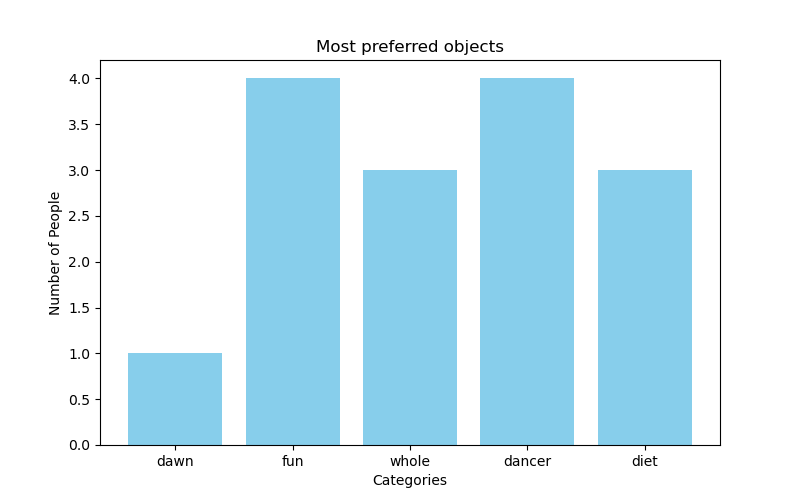 Most preferred objects
Number of People
4.0
3.5
3.0
2.5
2.0
1.5
1.0
0.5
0.0
dawn fun whole dancer diet
Categories